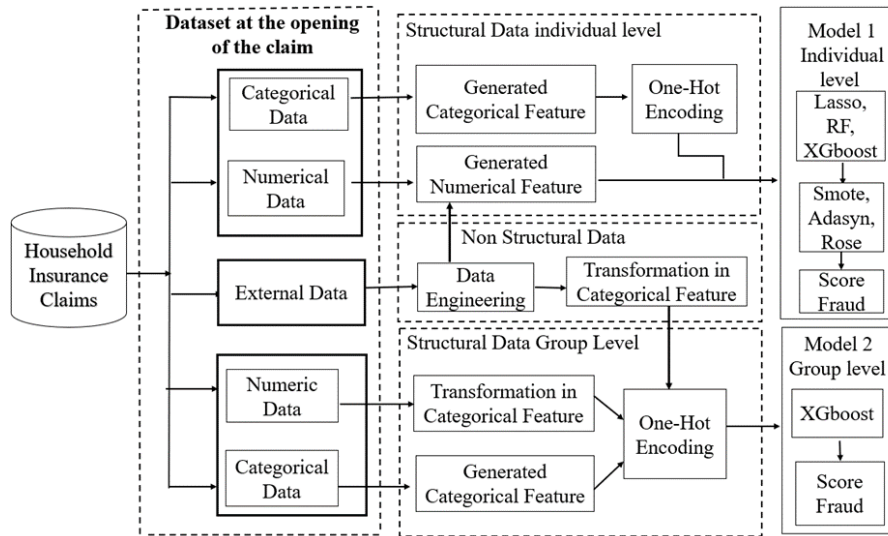 Dataset at the opening
of the claim
Structural Data individual level
Model 1
Individual
level
Categorical
Data
Generated
Categorical Feature
One-Hot
Encoding
Lasso,
RF,
XGboost
Numerical
Data
Generated
Numerical Feature
Smote,
Adasyn,
Rose
Household
Insurance
Claims
Non Structural Data
External Data
Data
Engineering
Transformation in
Categorical Feature
Score
Fraud
Structural Data Group Level
Model 2
Group level
Numeric
Data
Transformation in
Categorical Feature
One-Hot
Encoding
XGboost
Categorical
Data
Generated
Categorical Feature
Score
Fraud